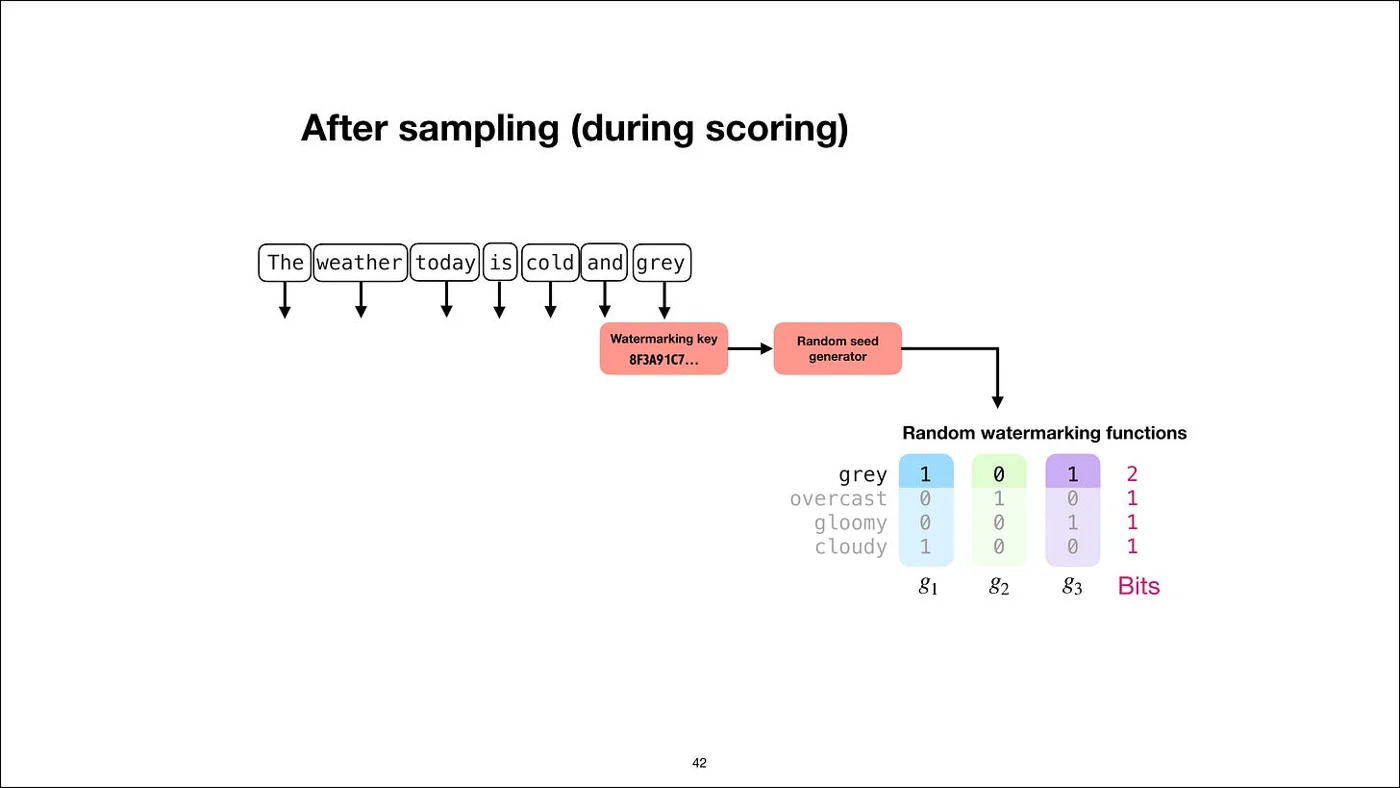 After sampling (during scoring)
The weather today is cold and grey
Watermarking key
8F3A91C7...
Random seed
generator
Random watermarking functions
grey 1 0 1 2
overcast 0 1 0 1
gloomy 0 0 1 1
cloudy 1 0 0 1
g1 g2 g3 Bits
42